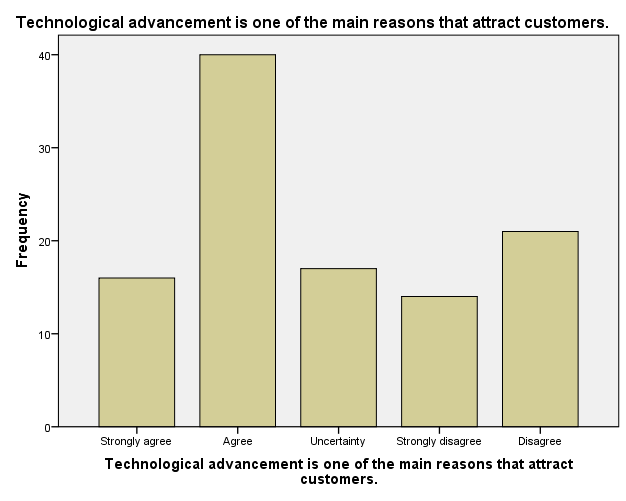 Technological advancement is one of the main reasons that attract customers.
40
30
20
10
0
Frequency
Strongly agree
Agree
Uncertainty
Strongly disagree
Disagree
Technological advancement is one of the main reasons that attract
customers.